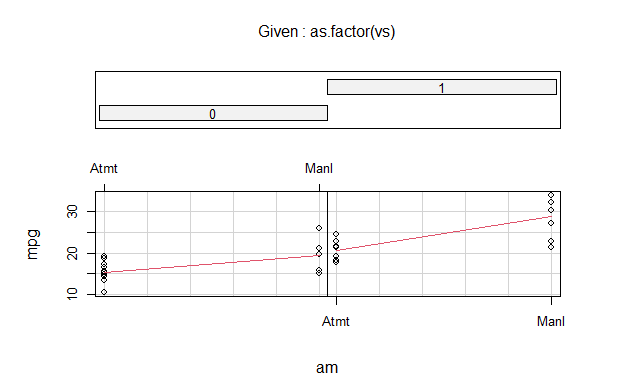 Given : as.factor(vs)
1
0
Atmt Manl
30
20
10
mpg
Atmt Manl
am